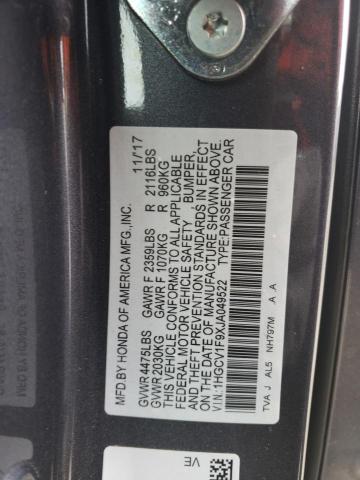 MFD.BY HONDA OF AMERICA MFG.,INC. 11/17
GVWR 4475LBS GAWR F 2359LBS R 2116LBS
GVWR 2030KG GAWR F 1070KG R 960KG
THIS VEHICLE CONFORMS TO ALL APPLICABLE
FEDERAL MOTOR VEHICLE SAFETY , BUMPER,
AND THEFT PREVENTION STANDARDS IN EFFECT
ON THE DATE OF MANUFACTURE SHOWN ABOVE.
V.I.N.:1HGCV1F9XJA049522 TYPE:PASSENGER CAR
TVA J AL5 NH797M A A
VE